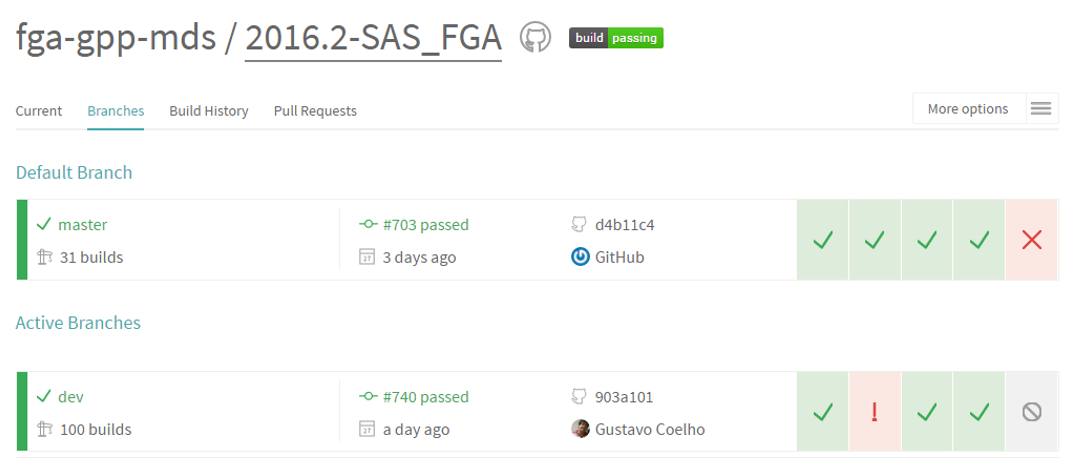 fga-gpp-mds / 2016.2-SAS_FGA build passing
Current Branches Build History Pull Requests More options
Default Branch
master #703 passed d4b11c4
31 builds 27 3 days ago GitHub
Active Branches
dev #740 passed 903a101
100 builds 27 a day ago Gustavo Coelho